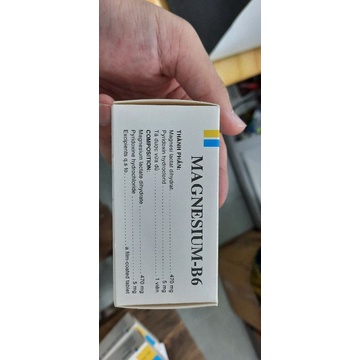 MAGNESIUM-B6
THÀNH PHẦN:
Magnesi lactat dihydrat . . . . . . . . . . . . 470 mg
Pyridoxin hydroclorid . . . . . . . . . . . . 5 mg
Tá dược vừa đủ . . . . . . . . . . . . 1 viên
COMPOSITION:
Magnesium lactate dihydrate . . . . . . . . . . 470 mg
Pyridoxine hydrochloride . . . . . . . . . . 5 mg
Excipients q.s to . . . . . . . . . . a film-coated tablet